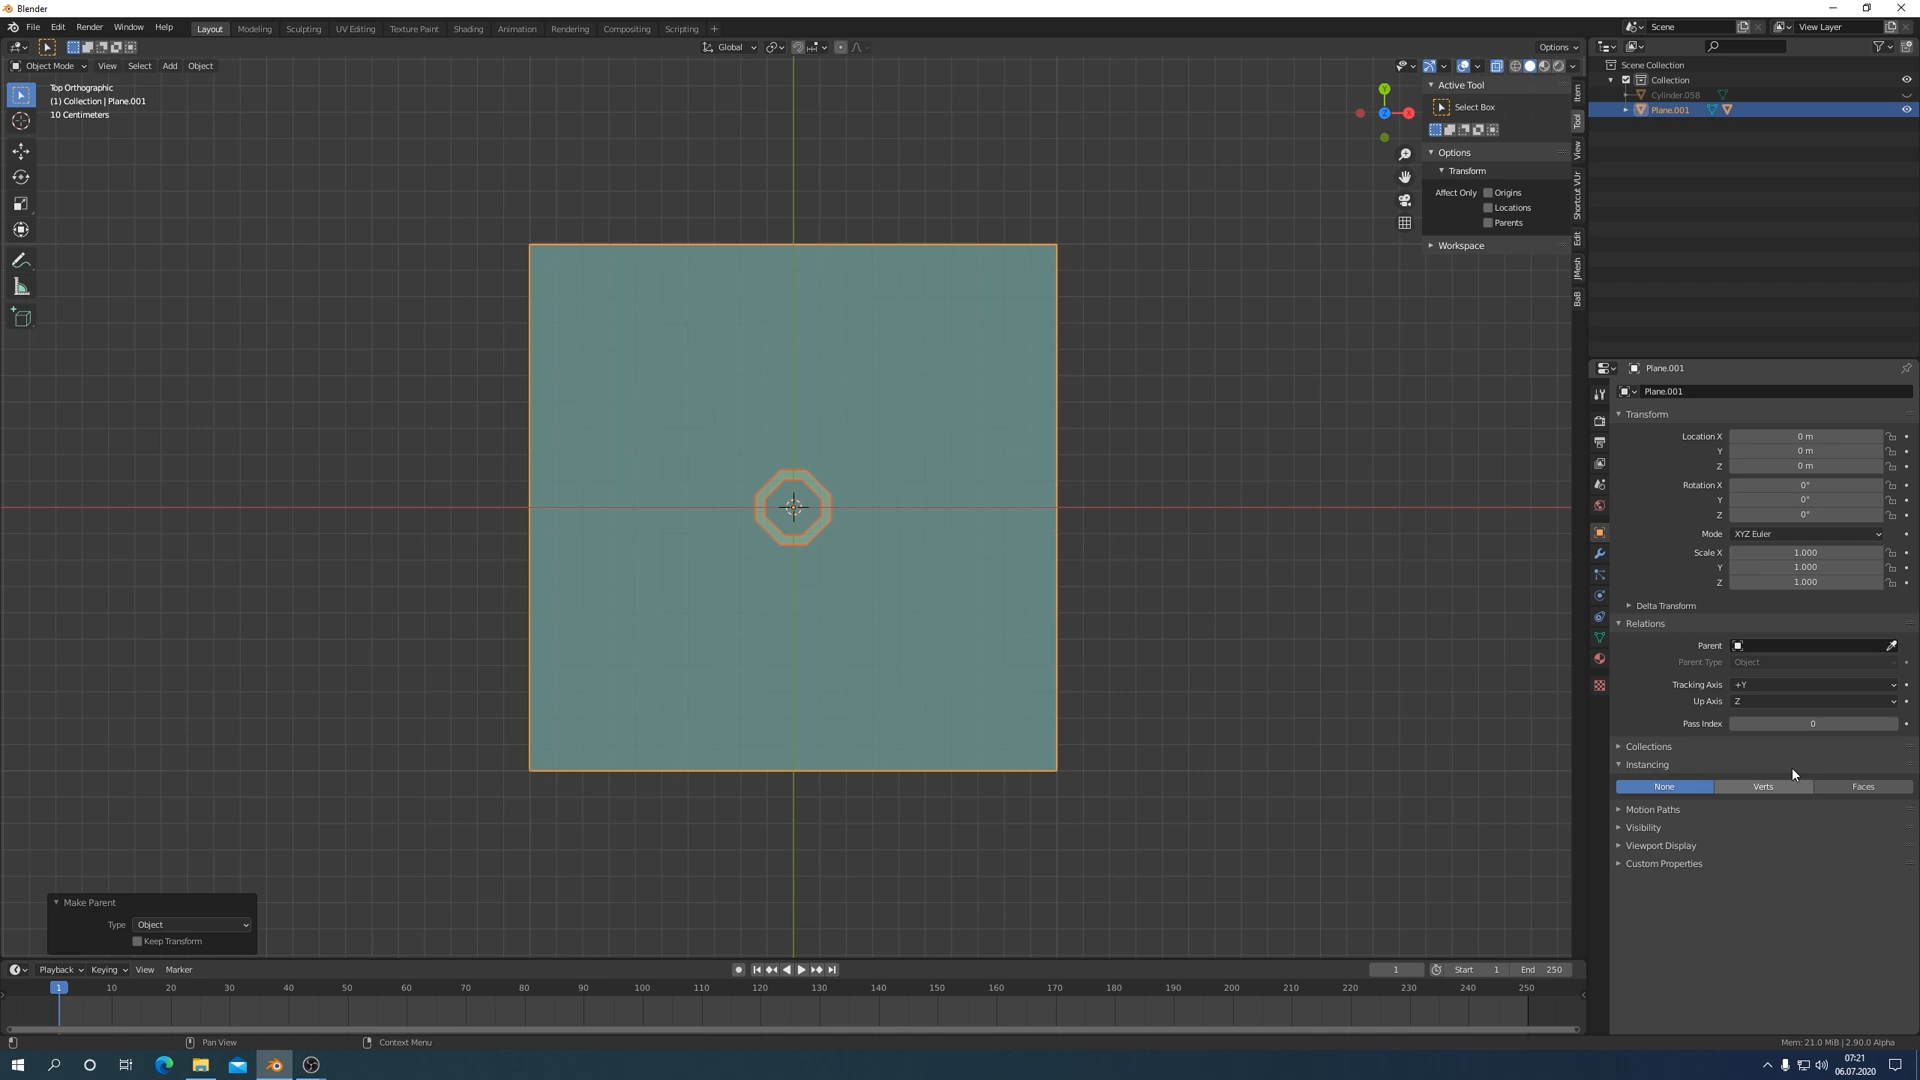 Blender
File Edit Render Window Help
Layout Modeling Sculpting UV Editing Texture Paint Shading Animation Rendering Compositing Scripting +
Scene
View Layer
Global
Options
Object Mode View Select Add Object
Top Orthographic
(1) Collection | Plane.001
10 Centimeters
Y
Z
X
Active Tool
Select Box
Options
Transform
Affect Only Origins
Locations
Parents
Workspace
Item
Tool
View
Shortcut VUr
Edit
JMesh
BaB
Scene Collection
Collection
Cylinder.058
Plane.001
Plane.001
Plane.001
Transform
Location X 0 m
Y 0 m
Z 0 m
Rotation X 0°
Y 0°
Z 0°
Mode XYZ Euler
Scale X 1.000
Y 1.000
Z 1.000
Delta Transform
Relations
Parent
Parent Type Object
Tracking Axis +Y
Up Axis Z
Pass Index 0
Collections
Instancing
None Verts Faces
Motion Paths
Visibility
Viewport Display
Custom Properties
Make Parent
Type Object
Keep Transform
Playback Keying View Marker
1 Start 1 End 250
1 10 20 30 40 50 60 70 80 90 100 110 120 130 140 150 160 170 180 190 200 210 220 230 240 250
Pan View
Context Menu
Mem: 21.0 MiB | 2.90.0 Alpha
07:21
06.07.2020